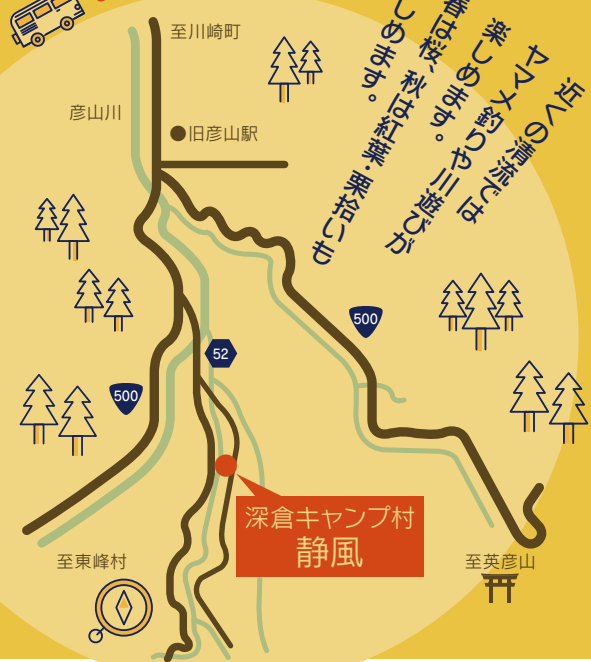 近くの清流では
ヤマメ釣りや川遊びが
楽しめます。
春は桜、秋は紅葉・栗拾いも
しめます。
至川崎町
彦山川
旧彦山駅
500
52
500
深倉キャンプ村
静風
至東峰村
至英彦山